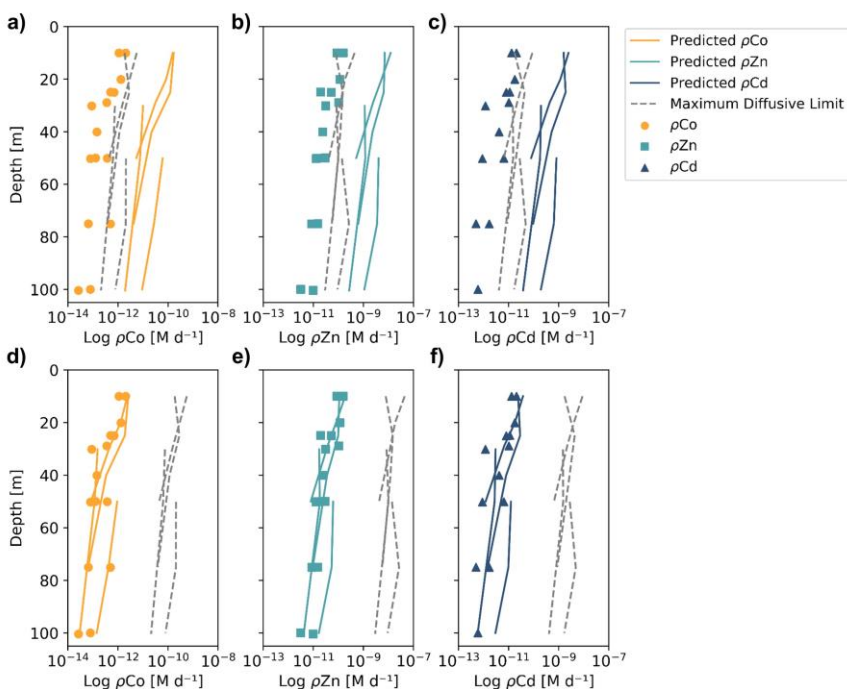 a)
b)
c)
0
20
40
60
80
100
Depth [m]
10⁻¹⁴ 10⁻¹² 10⁻¹⁰ 10⁻⁸
Log ρCo [M d⁻¹]
10⁻¹¹ 10⁻⁹ 10⁻⁷
Log ρZn [M d⁻¹]
10⁻¹³ 10⁻¹¹ 10⁻⁹ 10⁻⁷
Log ρCd [M d⁻¹]
Predicted ρCo
Predicted ρZn
Predicted ρCd
Maximum Diffusive Limit
ρCo
ρZn
ρCd
d)
e)
f)
0
20
40
60
80
100
Depth [m]
10⁻¹⁴ 10⁻¹² 10⁻¹⁰ 10⁻⁸
Log ρCo [M d⁻¹]
10⁻¹¹ 10⁻⁹ 10⁻⁷
Log ρZn [M d⁻¹]
10⁻¹³ 10⁻¹¹ 10⁻⁹ 10⁻⁷
Log ρCd [M d⁻¹]